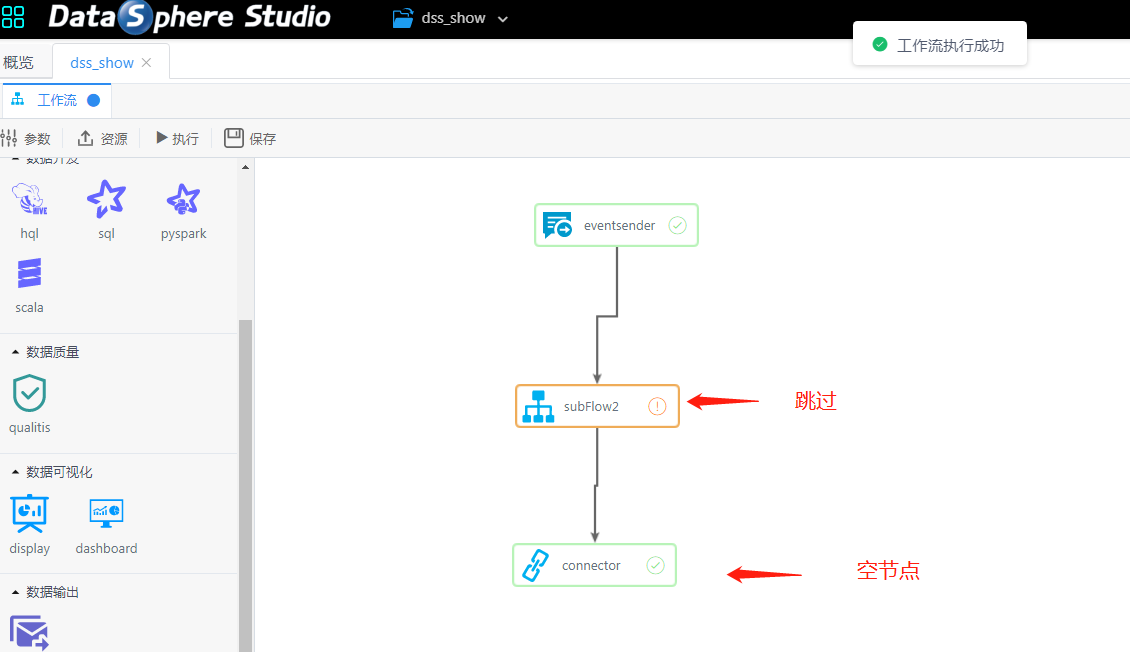 DataSphere Studio
dss_show
工作流执行成功
概览
dss_show
工作流
参数
资源
执行
保存
数据开发
hql
sql
pyspark
scala
数据质量
qualitis
数据可视化
display
dashboard
数据输出
eventsender
subFlow2
跳过
connector
空节点